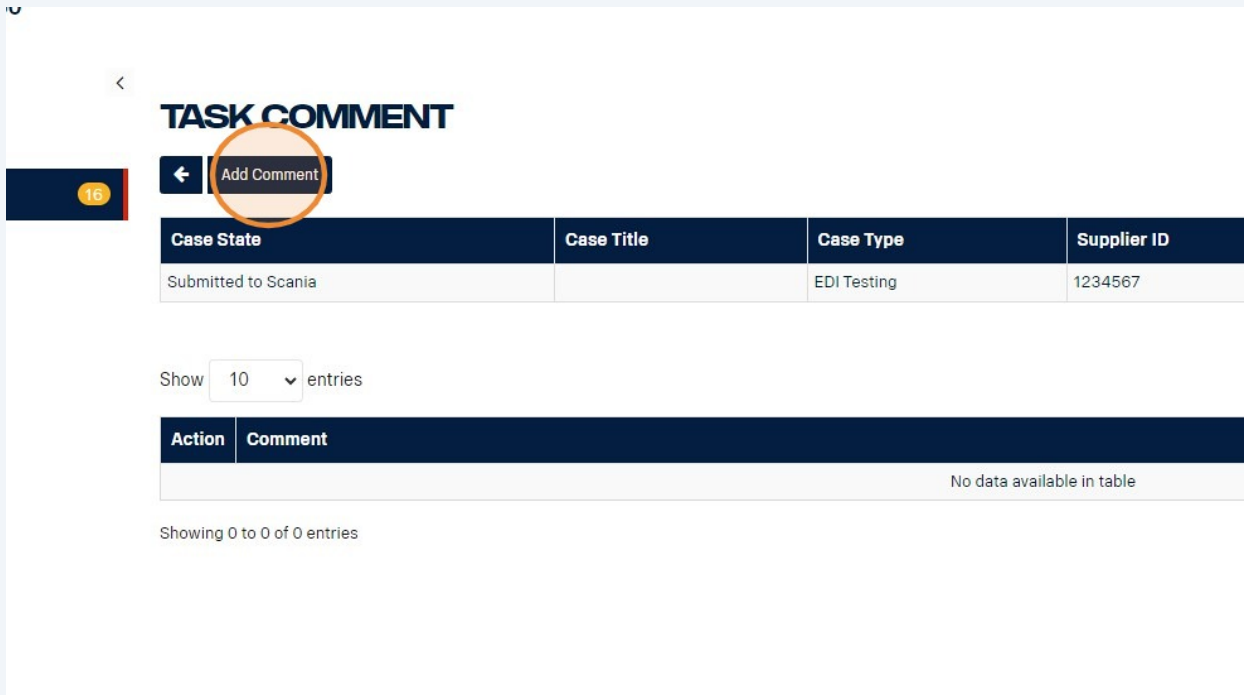 TASK COMMENT
Add Comment
16
Case State Case Title Case Type Supplier ID
Submitted to Scania EDI Testing 1234567
Show 10 entries
Action Comment
No data available in table
Showing 0 to 0 of 0 entries